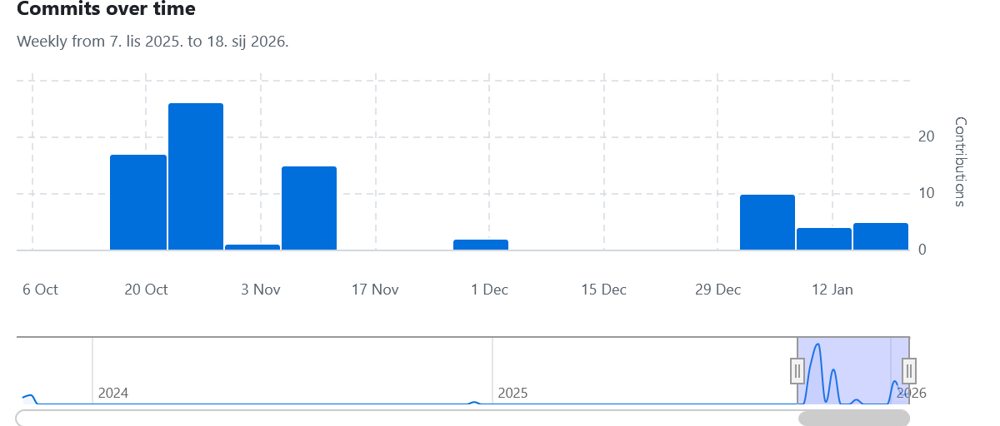 Commits over time
Weekly from 7. lis 2025. to 18. sij 2026.
20
10
0
Contributions
6 Oct 20 Oct 3 Nov 17 Nov 1 Dec 15 Dec 29 Dec 12 Jan
2024 2025 2026